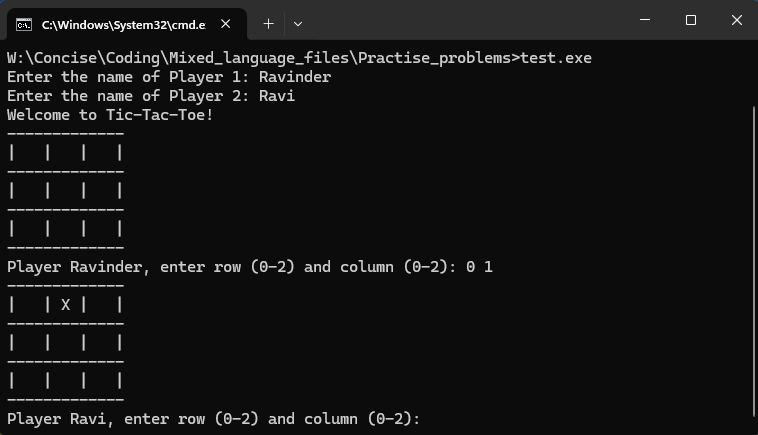 C:\Windows\System32\cmd.e
W:\Concise\Coding\Mixed_language_files\Practise_problems>test.exe
Enter the name of Player 1: Ravinder
Enter the name of Player 2: Ravi
Welcome to Tic-Tac-Toe!
-------------
|   |   |   |
-------------
|   |   |   |
-------------
|   |   |   |
-------------
Player Ravinder, enter row (0-2) and column (0-2): 0 1
-------------
|   | X |   |
-------------
|   |   |   |
-------------
|   |   |   |
-------------
Player Ravi, enter row (0-2) and column (0-2):